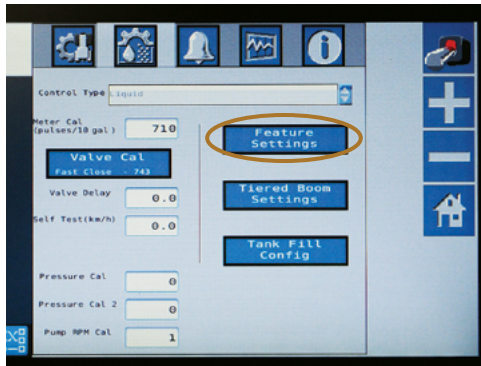 Control Type Liquid
Meter Cal
(pulses/10 gal) 710
Valve Cal
Fast Close - 743
Valve Delay 0.0
Self Test(km/h) 0.0
Pressure Cal 0
Pressure Cal 2 0
Pump RPM Cal 1
Feature
Settings
Tiered Boom
Settings
Tank Fill
Config